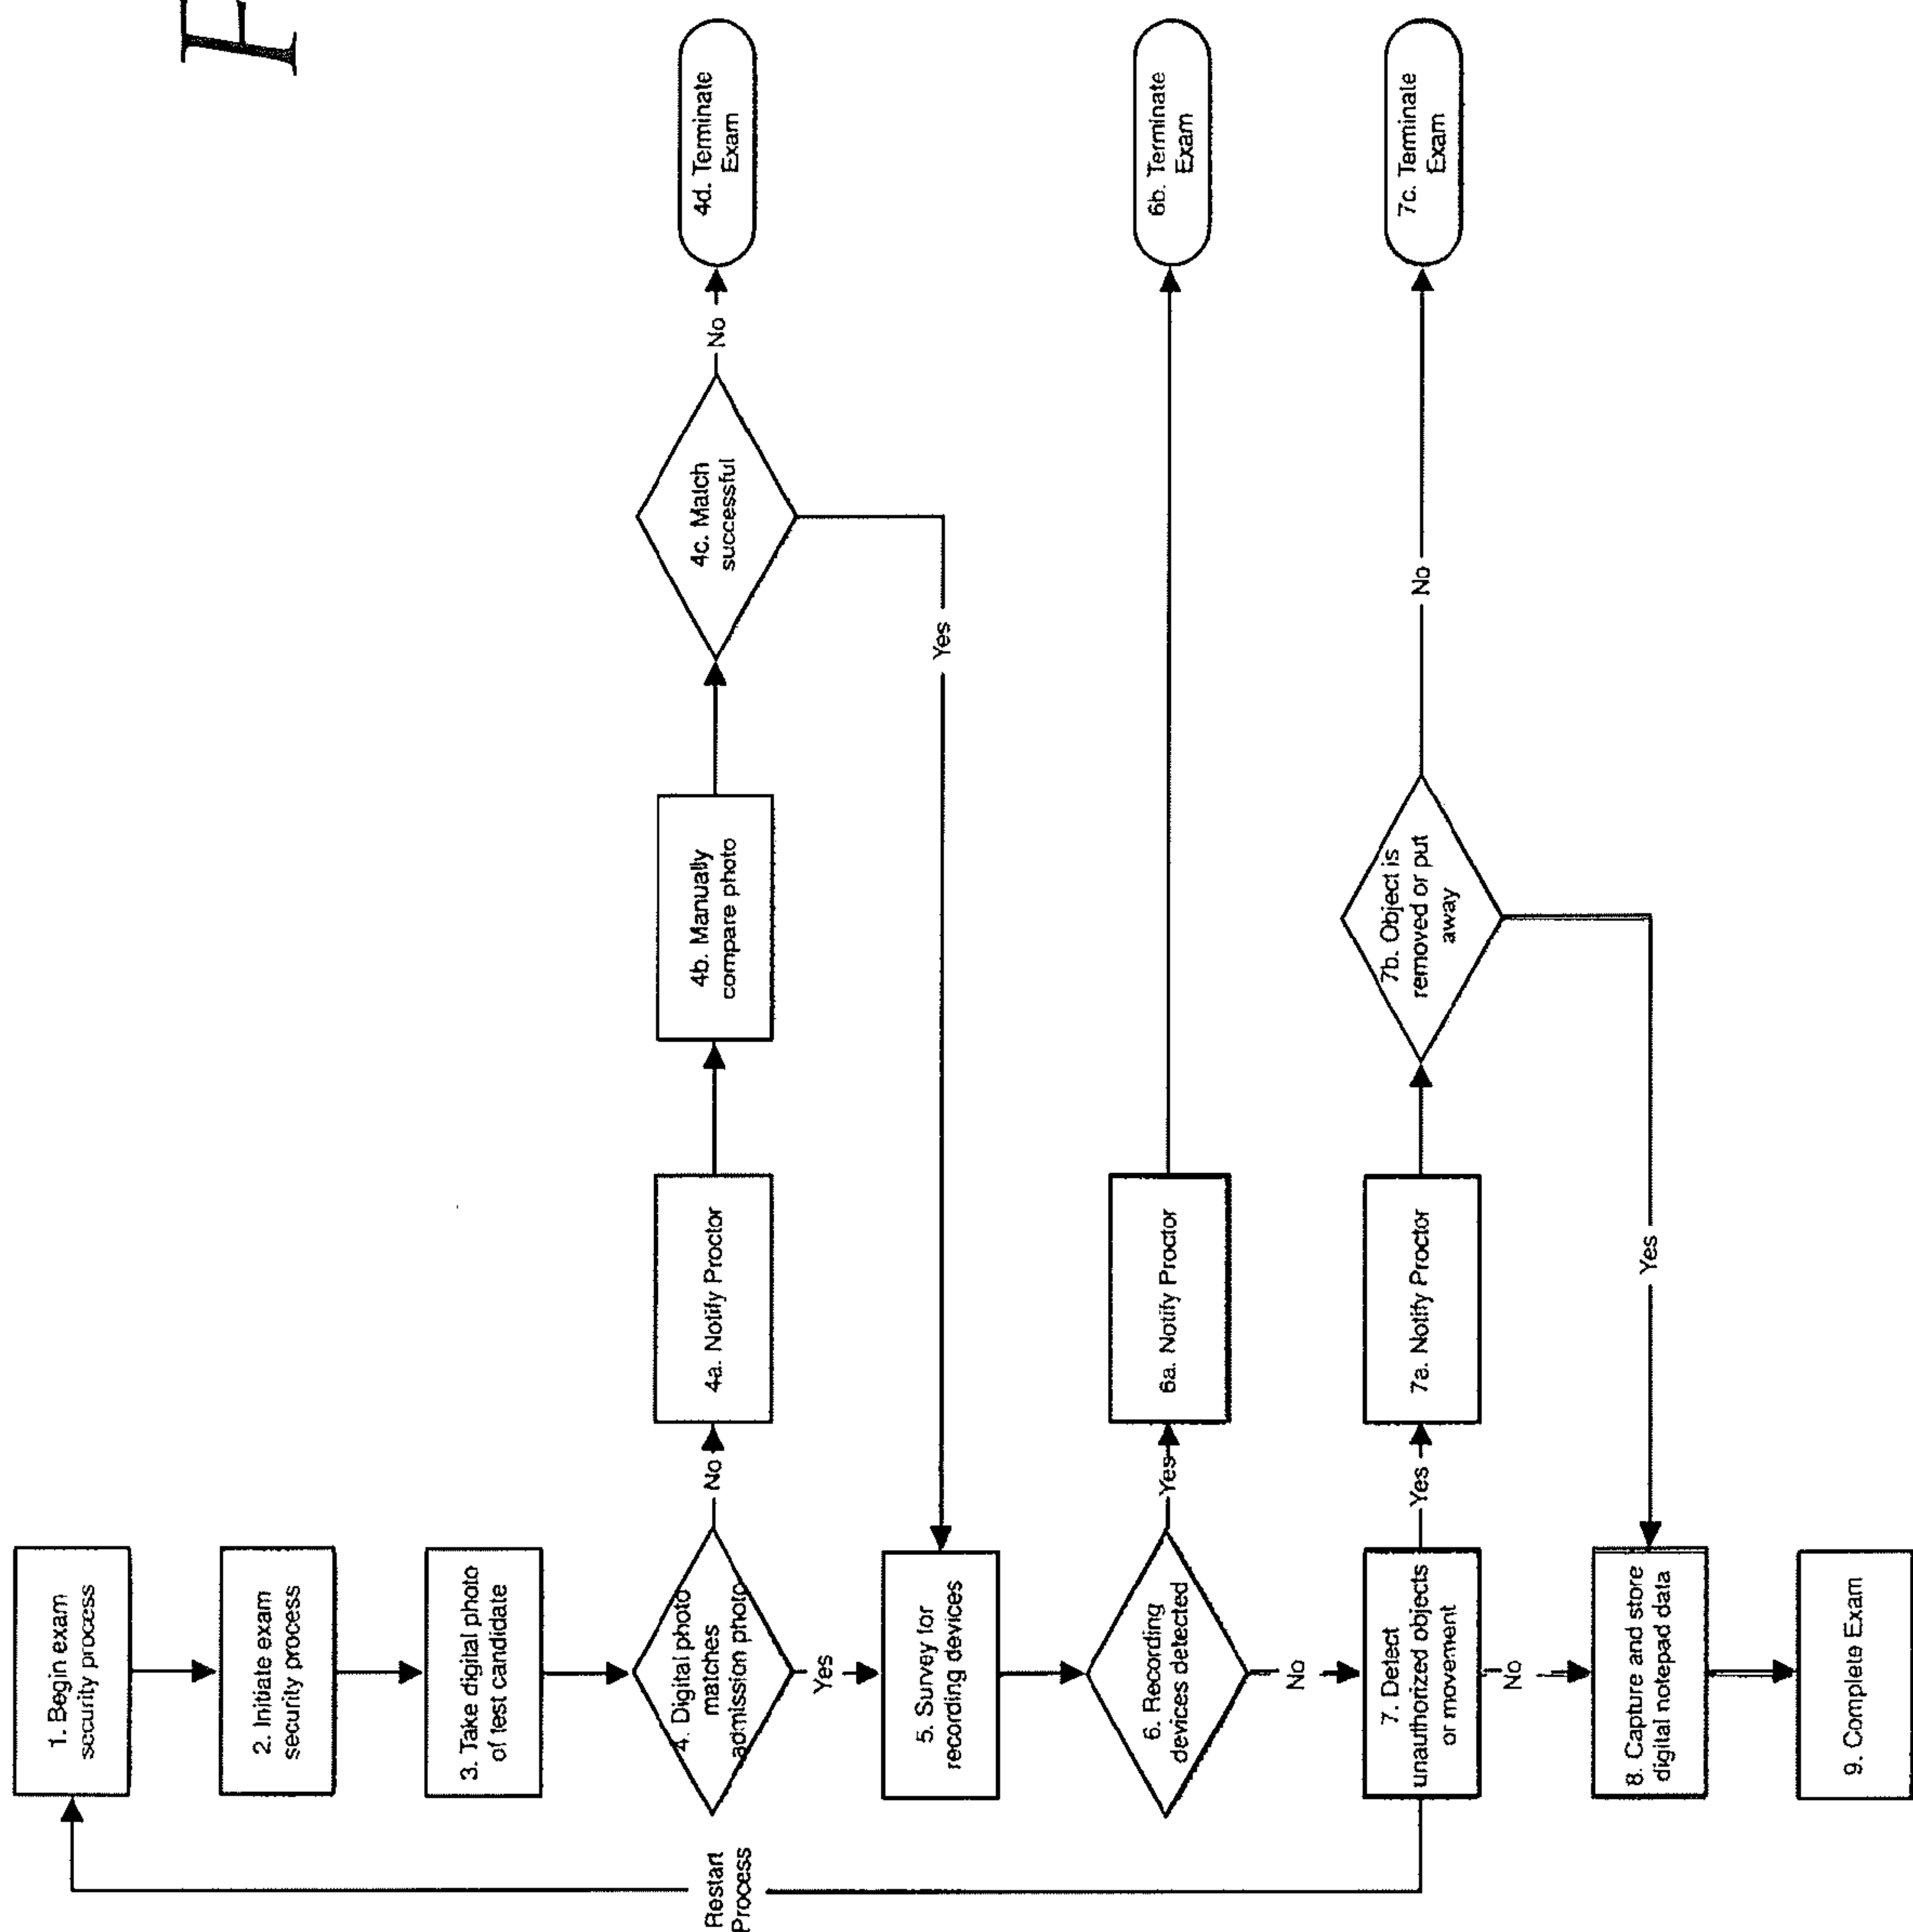 1. Begin exam
security process
2. Initiate exam
security process
3. Take digital photo
of test candidate
4. Digital photo
matches
admission photo
No
4a. Notify Proctor
4b. Manually
compare photo
4c. Match
successful
No
4d. Terminate
Exam
Yes
Yes
5. Survey for
recording devices
6. Recording
devices detected
Yes
6a. Notify Proctor
6b. Terminate
Exam
No
7. Detect
unauthorized objects
or movement
Yes
7a. Notify Proctor
7b. Object is
removed or put
away
No
7c. Terminate
Exam
Yes
No
8. Capture and store
digital notepad data
9. Complete Exam
Restart
Process